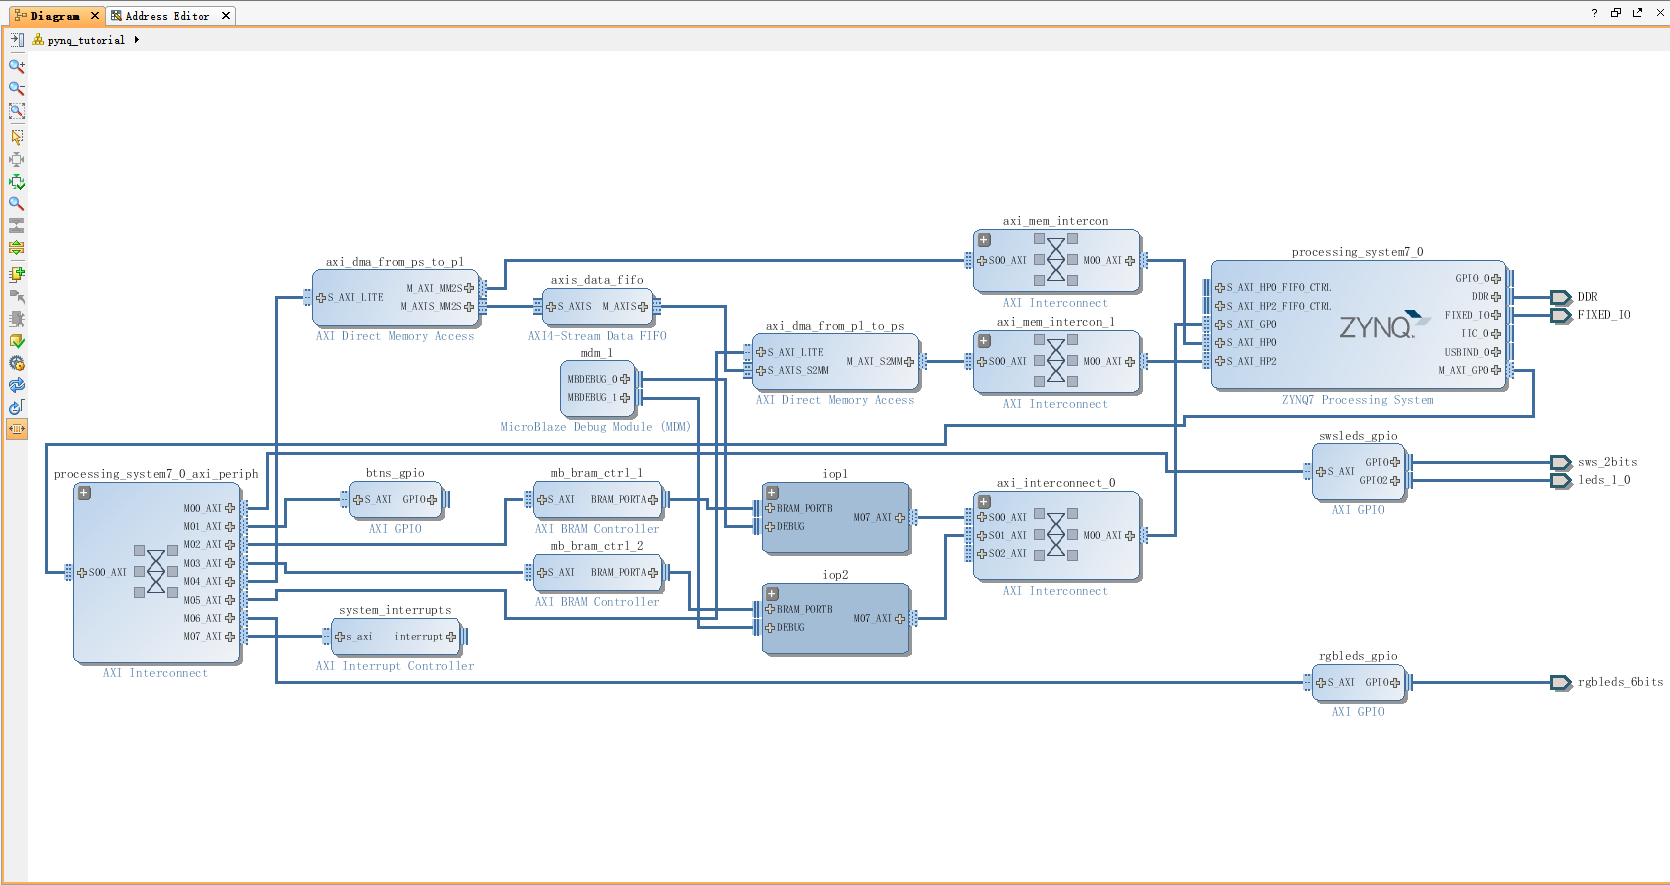 Diagram
Address Editor
pynq_tutorial
axi_mem_intercon
S00_AXI
M00_AXI
AXI Interconnect
processing_system7_0
S_AXI_HP0_FIFO_CTRL
S_AXI_HP2_FIFO_CTRL
S_AXI_GP0
S_AXI_HP0
S_AXI_HP2
ZYNQ
GPIO_0
DDR
FIXED_IO
IIC_0
USBIND_0
M_AXI_GP0
ZYNQ7 Processing System
DDR
FIXED_IO
axi_dma_from_ps_to_pl
S_AXI_LITE
M_AXI_MM2S
M_AXIS_MM2S
AXI Direct Memory Access
axis_data_fifo
S_AXIS
M_AXIS
AXI4-Stream Data FIFO
axi_dma_from_pl_to_ps
S_AXI_LITE
S_AXIS_S2MM
M_AXI_S2MM
AXI Direct Memory Access
axi_mem_intercon_1
S00_AXI
M00_AXI
AXI Interconnect
mdm_1
MBDEBUG_0
MBDEBUG_1
MicroBlaze Debug Module (MDM)
swsleds_gpio
S_AXI
GPIO
GPIO2
AXI GPIO
sws_2bits
leds_1_0
processing_system7_0_axi_periph
S00_AXI
M00_AXI
M01_AXI
M02_AXI
M03_AXI
M04_AXI
M05_AXI
M06_AXI
M07_AXI
AXI Interconnect
btns_gpio
S_AXI
GPIO
AXI GPIO
mb_bram_ctrl_1
S_AXI
BRAM_PORTA
AXI BRAM Controller
mb_bram_ctrl_2
S_AXI
BRAM_PORTA
AXI BRAM Controller
system_interrupts
s_axi
interrupt
AXI Interrupt Controller
iop1
BRAM_PORTB
DEBUG
M07_AXI
iop2
BRAM_PORTB
DEBUG
M07_AXI
axi_interconnect_0
S00_AXI
S01_AXI
S02_AXI
M00_AXI
AXI Interconnect
rgbleds_gpio
S_AXI
GPIO
AXI GPIO
rgbleds_6bits